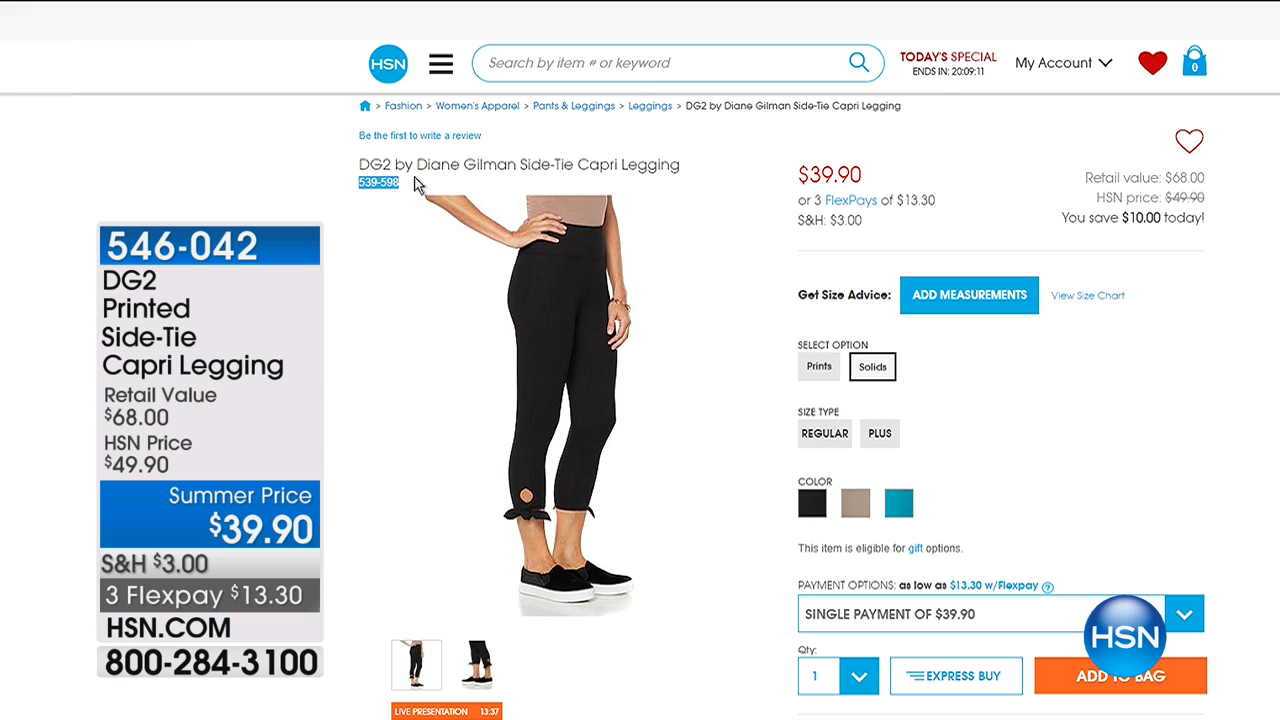 HSN
Search by item # or keyword
TODAY'S SPECIAL
ENDS IN: 20:09:11
My Account
0
> Fashion > Women's Apparel > Pants & Leggings > Leggings > DG2 by Diane Gilman Side-Tie Capri Legging
Be the first to write a review
DG2 by Diane Gilman Side-Tie Capri Legging
539-598
$39.90
or 3 FlexPays of $13.30
S&H: $3.00
Retail value: $68.00
HSN price: $49.90
You save $10.00 today!
Get Size Advice:
ADD MEASUREMENTS
View Size Chart
SELECT OPTION
Prints
Solids
SIZE TYPE
REGULAR
PLUS
COLOR
This item is eligible for gift options.
PAYMENT OPTIONS: as low as $13.30 w/Flexpay ?
SINGLE PAYMENT OF $39.90
Qty:
1
EXPRESS BUY
ADD TO BAG
HSN
LIVE PRESENTATION 13:37
546-042
DG2
Printed
Side-Tie
Capri Legging
Retail Value
$68.00
HSN Price
$49.90
Summer Price
$39.90
S&H $3.00
3 Flexpay $13.30
HSN.COM
800-284-3100